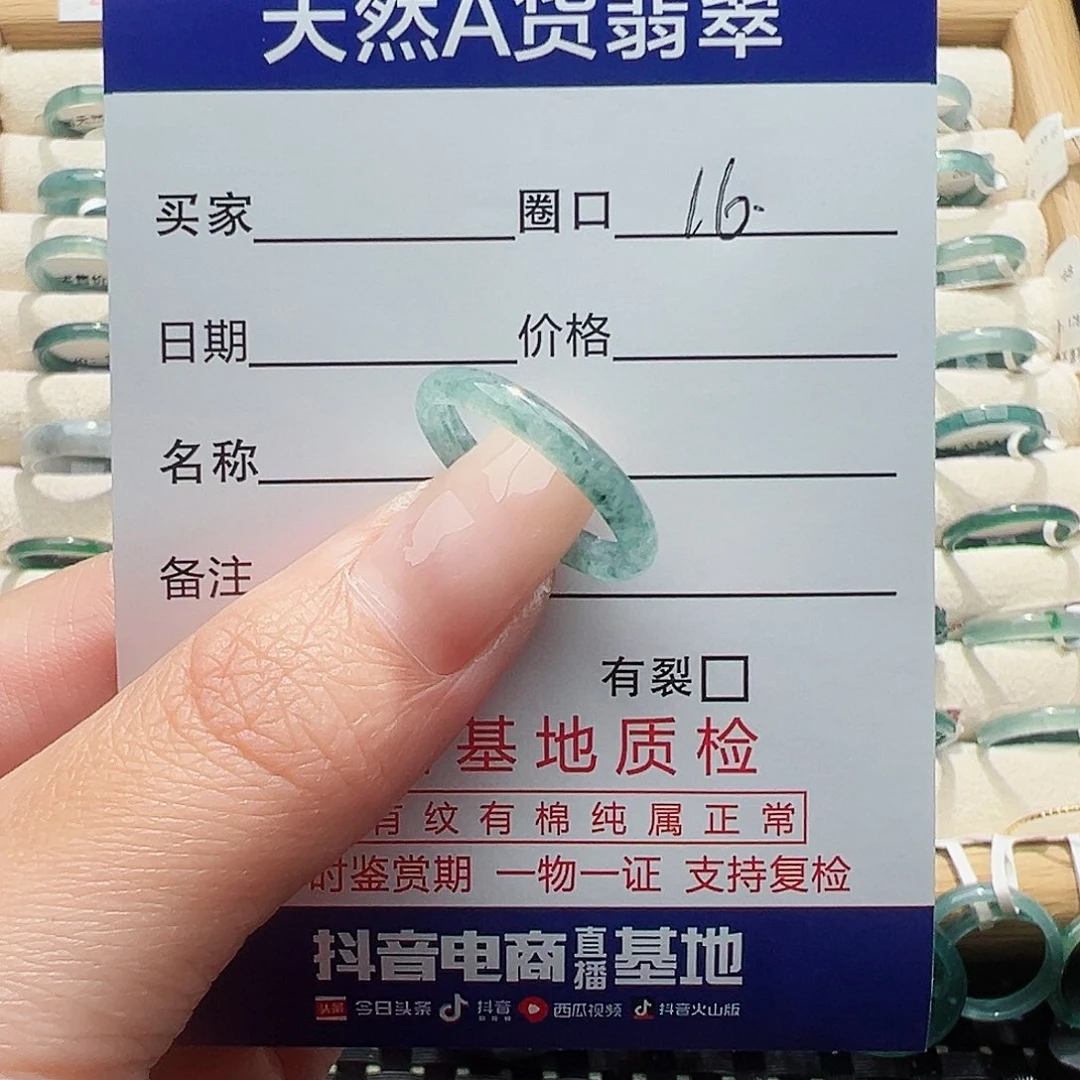 天然A货翡翠
买家 圈口 16.
日期 价格
名称
备注
有裂□
基地质检
有纹有棉纯属正常
时鉴赏期 一物一证 支持复检
抖音电商直播基地
头条 今日头条 抖音 西瓜视频 抖音火山版